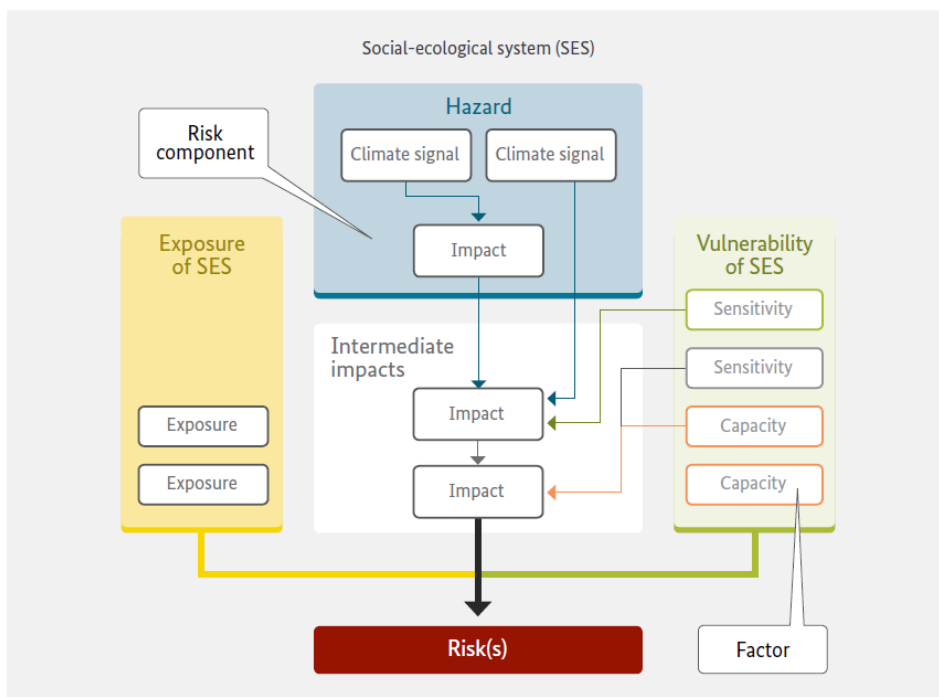 Social-ecological system (SES)
Hazard
Risk
component
Climate signal
Climate signal
Impact
Exposure
of SES
Exposure
Exposure
Vulnerability
of SES
Sensitivity
Sensitivity
Capacity
Capacity
Intermediate
impacts
Impact
Impact
Risk(s)
Factor